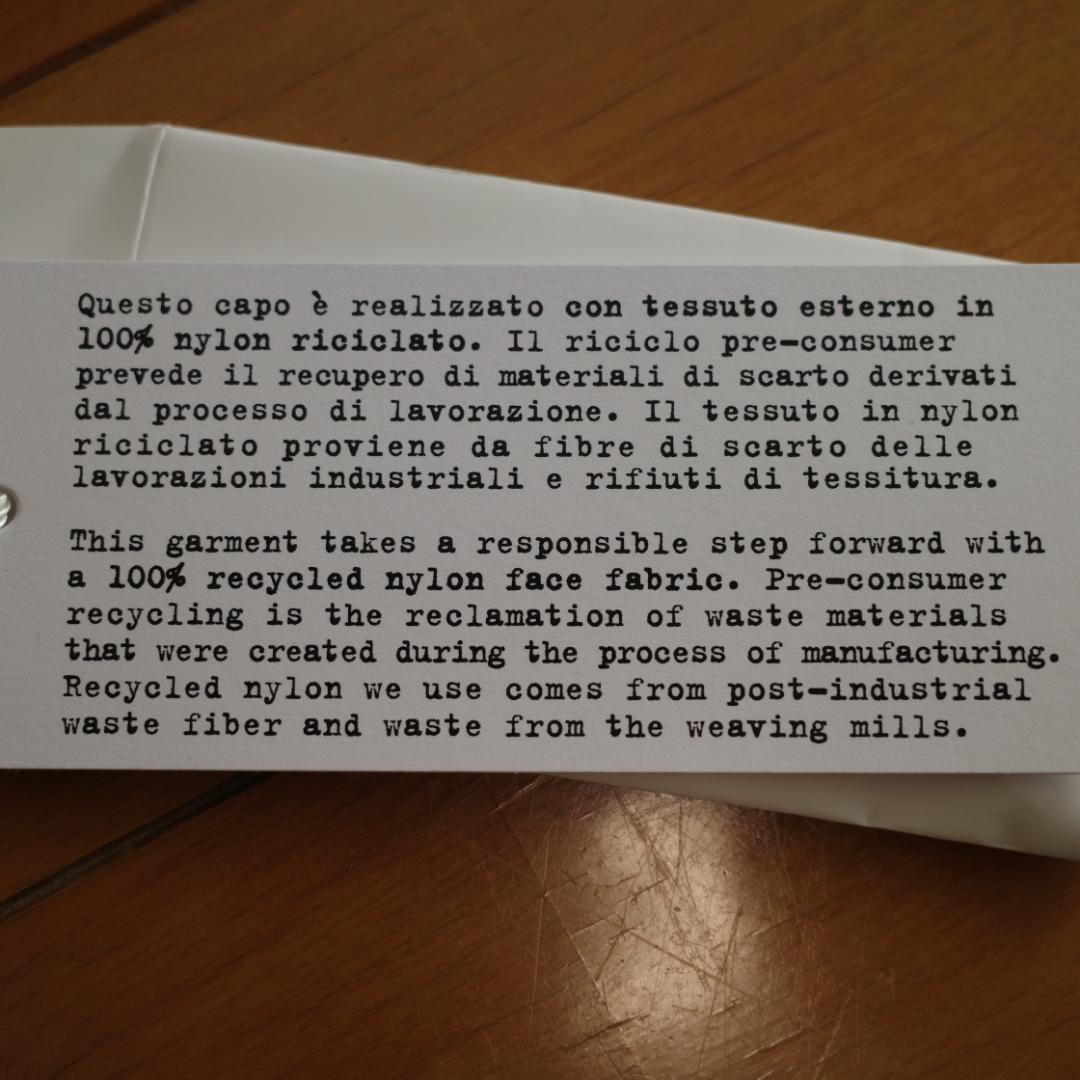 Questo capo è realizzato con tessuto esterno in
100% nylon riciclato. Il riciclo pre-consumer
prevede il recupero di materiali di scarto derivati
dal processo di lavorazione. Il tessuto in nylon
riciclato proviene da fibre di scarto delle
lavorazioni industriali e rifiuti di tessitura.
This garment takes a responsible step forward with
a 100% recycled nylon face fabric. Pre-consumer
recycling is the reclamation of waste materials
that were created during the process of manufacturing.
Recycled nylon we use comes from post-industrial
waste fiber and waste from the weaving mills.